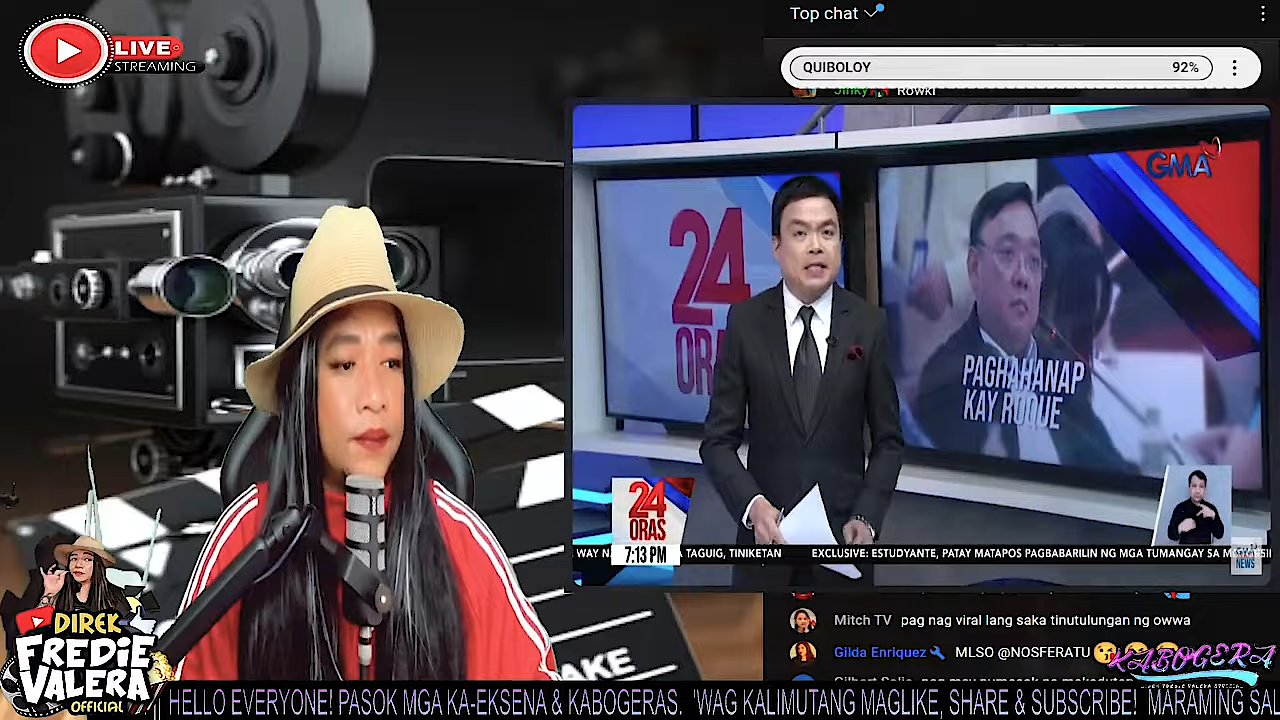 LIVE
STREAMING
Top chat
QUIBOLOY
92%
Jinky
Rowki
GMA
24
ORAS
PAGHAHANAP
KAY ROQUE
24
ORAS
7:13 PM
TAGUIG, TINIKETAN
EXCLUSIVE: ESTUDYANTE, PATAY MATAPOS PAGBABARILIN NG MGA TUMANGAY SA
NEWS
Mitch TV pag nag viral lang saka tinutulungan ng owwa
Gilda Enriquez MLSO @NOSFERATU
KABOGERA
DIREK
FREDIE
VALERA
OFFICIAL
HELLO EVERYONE! PASOK MGA KA-EKSENA & KABOGERAS. 'WAG KALIMUTANG MAGLIKE, SHARE & SUBSCRIBE! MARAMING SAL